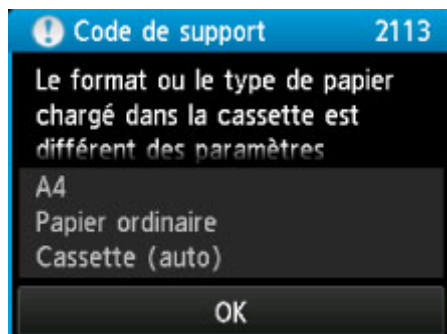 Code de support 2113
Le format ou le type de papier
chargé dans la cassette est
différent des paramètres
A4
Papier ordinaire
Cassette (auto)
OK